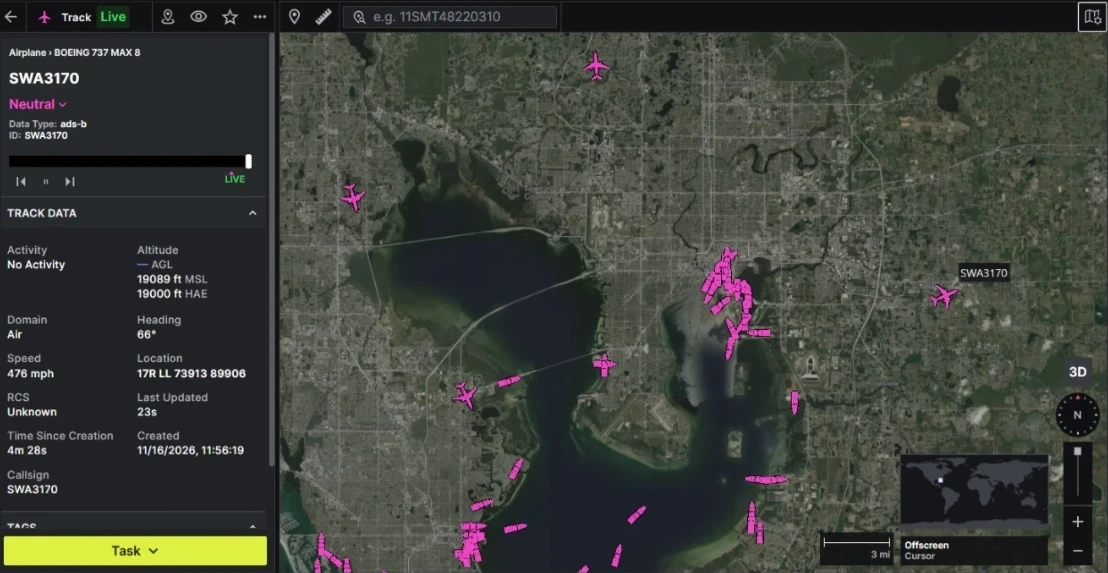 Track Live
e.g. 11SMT48220310
Airplane › BOEING 737 MAX 8
SWA3170
Neutral
Data Type: ads-b
ID: SWA3170
LIVE
TRACK DATA
Activity
No Activity
Altitude
— AGL
19089 ft MSL
19000 ft HAE
Domain
Air
Heading
66°
Speed
476 mph
Location
17R LL 73913 89906
RCS
Unknown
Last Updated
23s
Time Since Creation
4m 28s
Created
11/16/2026, 11:56:19
Callsign
SWA3170
TAGS
Task
SWA3170
3D
N
3 mi
Offscreen
Cursor